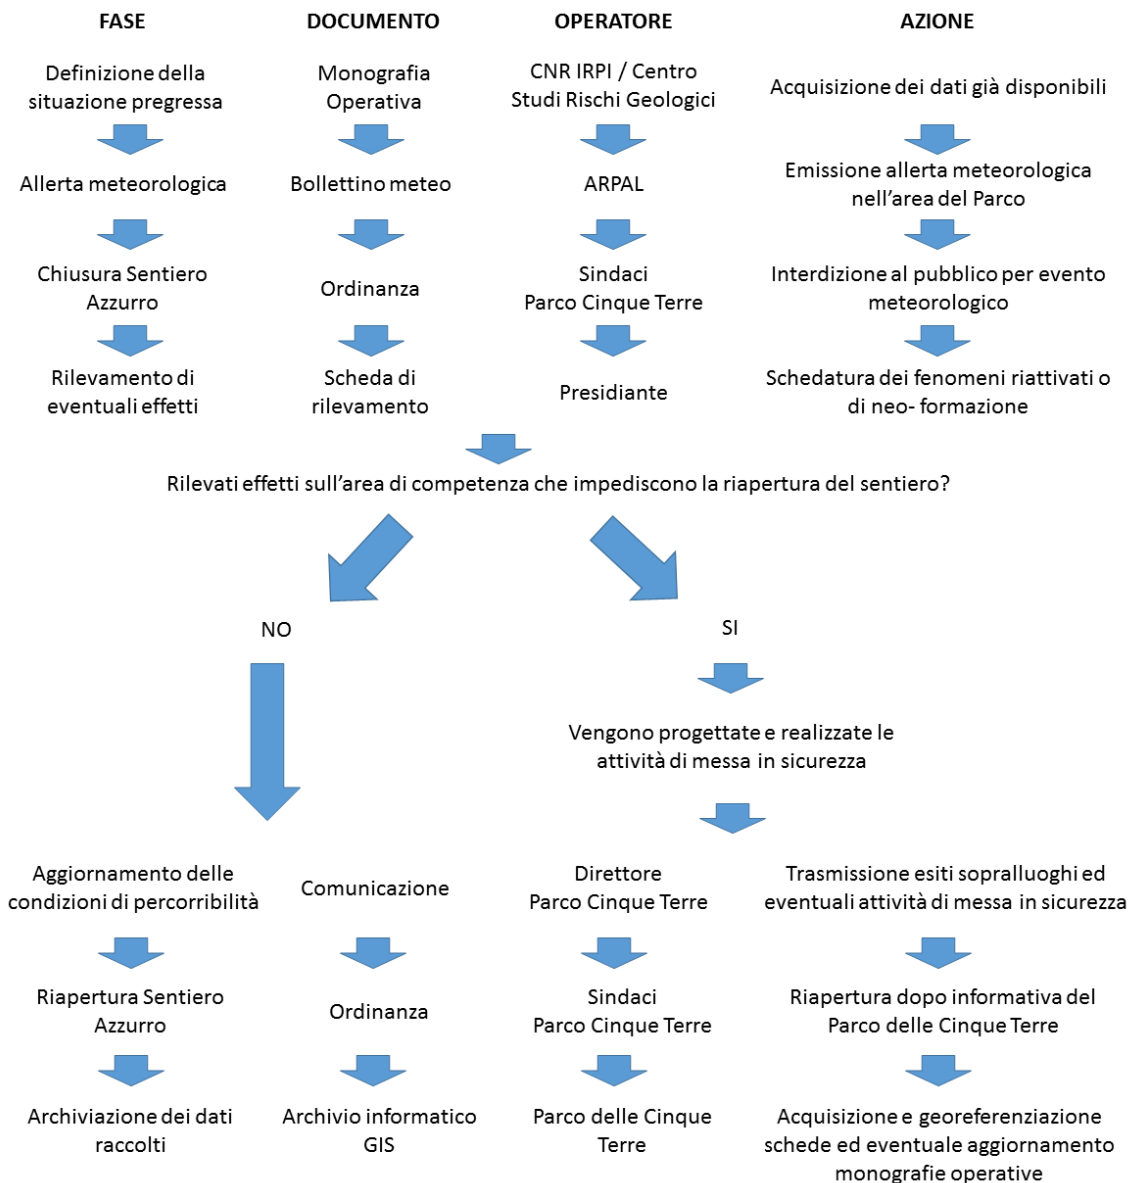 FASE
DOCUMENTO
OPERATORE
AZIONE
Definizione della
situazione pregressa
Monografia
Operativa
CNR IRPI / Centro
Studi Rischi Geologici
Acquisizione dei dati già disponibili
Allerta meteorologica
Bollettino meteo
ARPAL
Emissione allerta meteorologica
nell'area del Parco
Chiusura Sentiero
Azzurro
Ordinanza
Sindaci
Parco Cinque Terre
Interdizione al pubblico per evento
meteorologico
Rilevamento di
eventuali effetti
Scheda di
rilevamento
Presidiante
Schedatura dei fenomeni riattivati o
di neo- formazione
Rilevati effetti sull'area di competenza che impediscono la riapertura del sentiero?
NO
SI
Vengono progettate e realizzate le
attività di messa in sicurezza
Aggiornamento delle
condizioni di percorribilità
Comunicazione
Direttore
Parco Cinque Terre
Trasmissione esiti sopralluoghi ed
eventuali attività di messa in sicurezza
Riapertura Sentiero
Azzurro
Ordinanza
Sindaci
Parco Cinque Terre
Riapertura dopo informativa del
Parco delle Cinque Terre
Archiviazione dei dati
raccolti
Archivio informatico
GIS
Parco delle Cinque
Terre
Acquisizione e georeferenziazione
schede ed eventuale aggiornamento
monografie operative